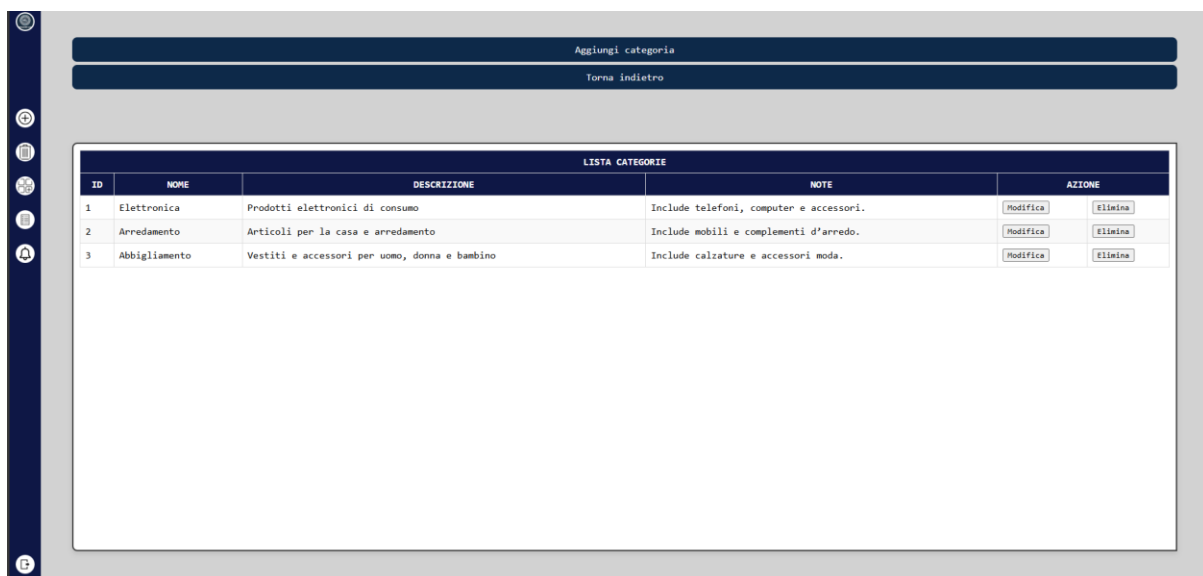 Aggiungi categoria
Torna indietro
LISTA CATEGORIE
ID NOME DESCRIZIONE NOTE AZIONE
1 Elettronica Prodotti elettronici di consumo Include telefoni, computer e accessori. Modifica Elimina
2 Arredamento Articoli per la casa e arredamento Include mobili e complementi d’arredo. Modifica Elimina
3 Abbigliamento Vestiti e accessori per uomo, donna e bambino Include calzature e accessori moda. Modifica Elimina